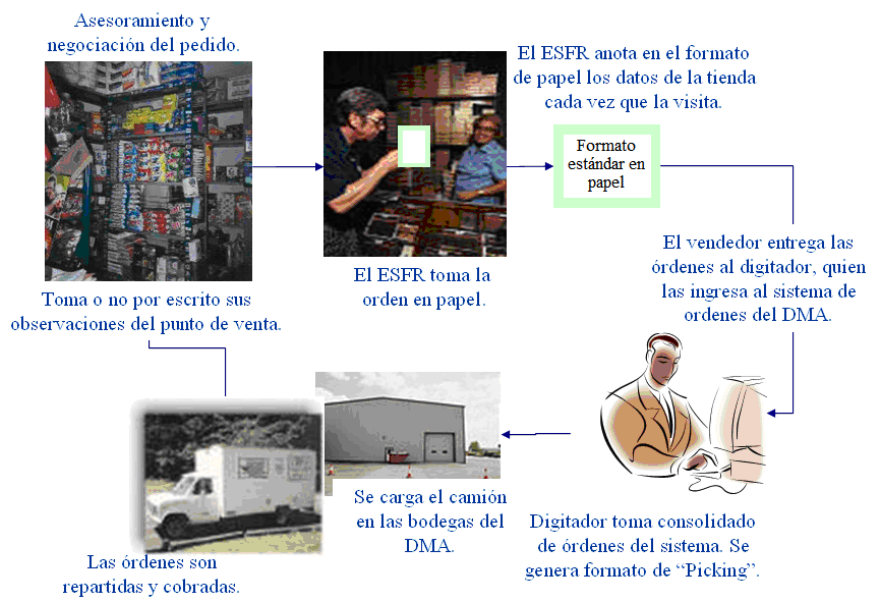 Asesoramiento y
negociación del pedido.
El ESFR anota en el formato
de papel los datos de la tienda
cada vez que la visita.
Formato
estándar en
papel
El ESFR toma la
orden en papel.
Toma o no por escrito sus
observaciones del punto de venta.
El vendedor entrega las
órdenes al digitador, quien
las ingresa al sistema de
ordenes del DMA.
Se carga el camión
en las bodegas del
DMA.
Digitador toma consolidado
de órdenes del sistema. Se
genera formato de “Picking”.
Las órdenes son
repartidas y cobradas.